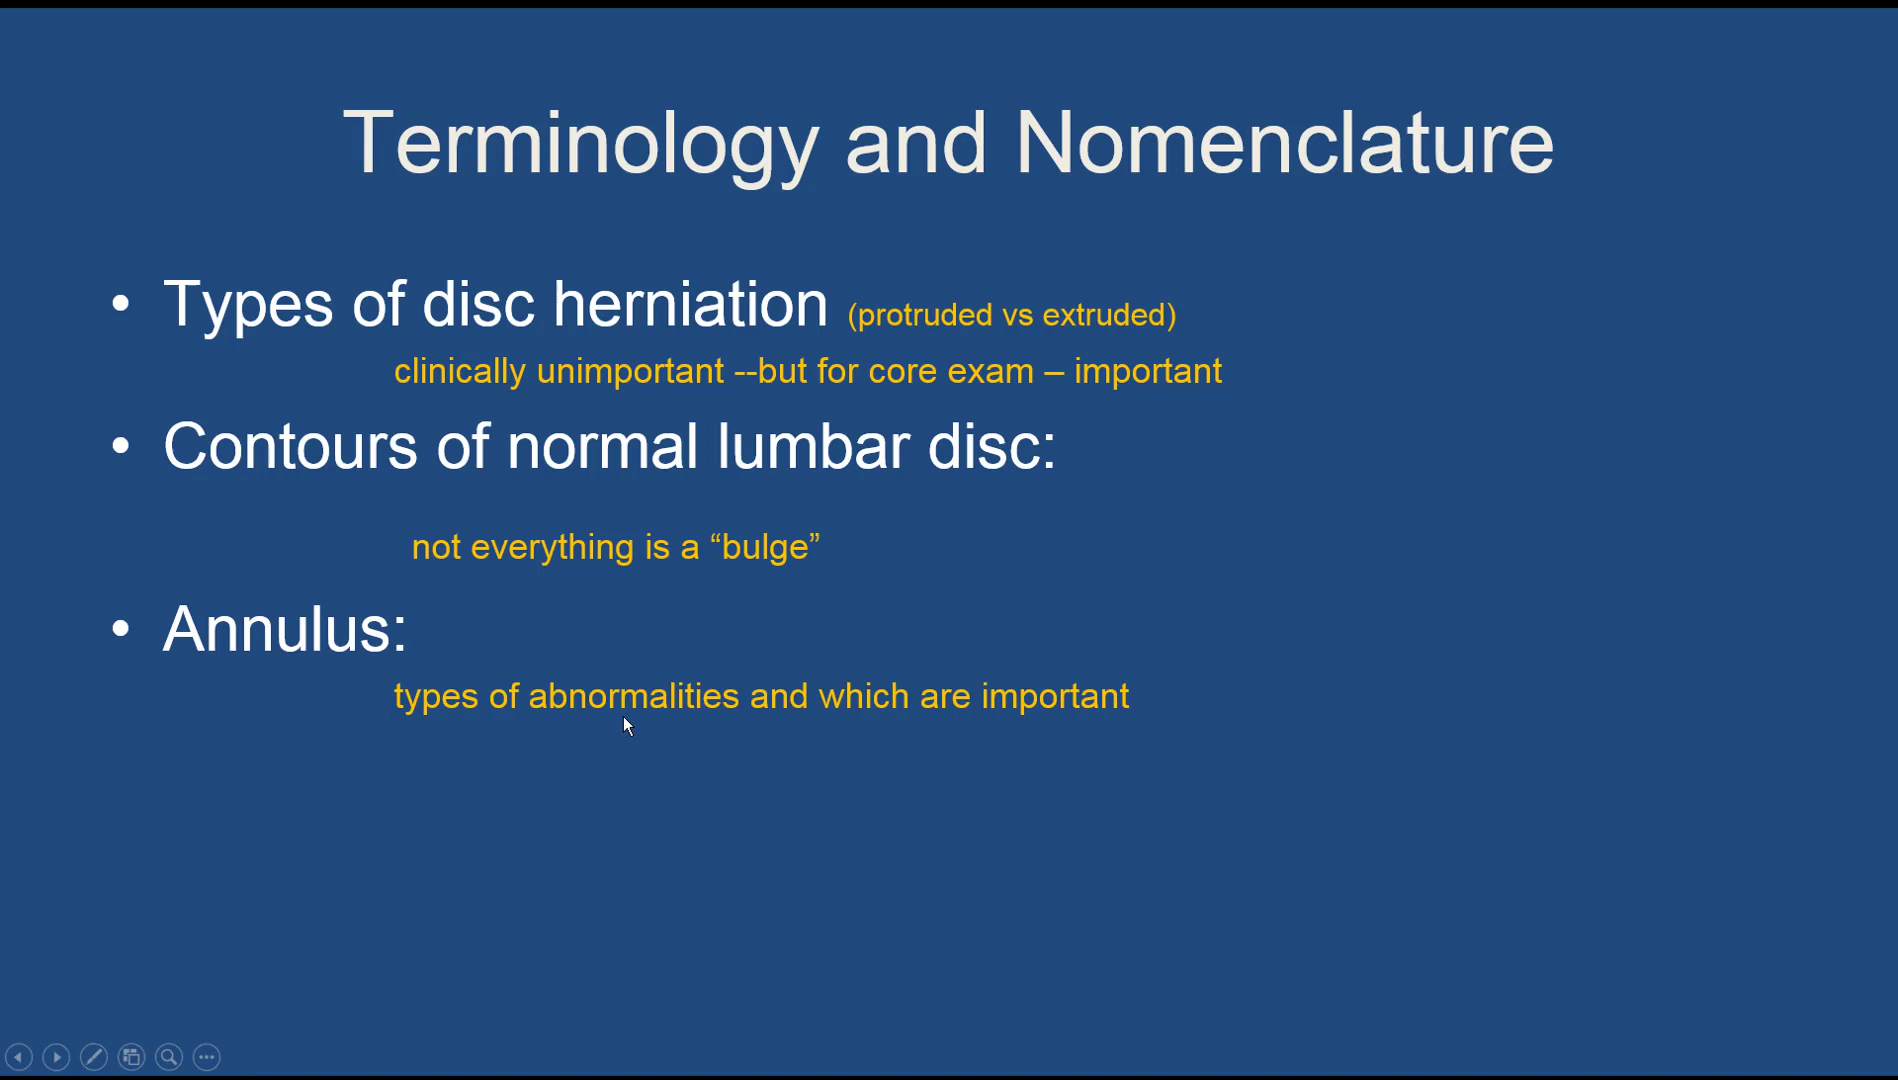 Terminology and Nomenclature
• Types of disc herniation (protruded vs extruded)
clinically unimportant --but for core exam – important
• Contours of normal lumbar disc:
not everything is a “bulge”
• Annulus:
types of abnormalities and which are important